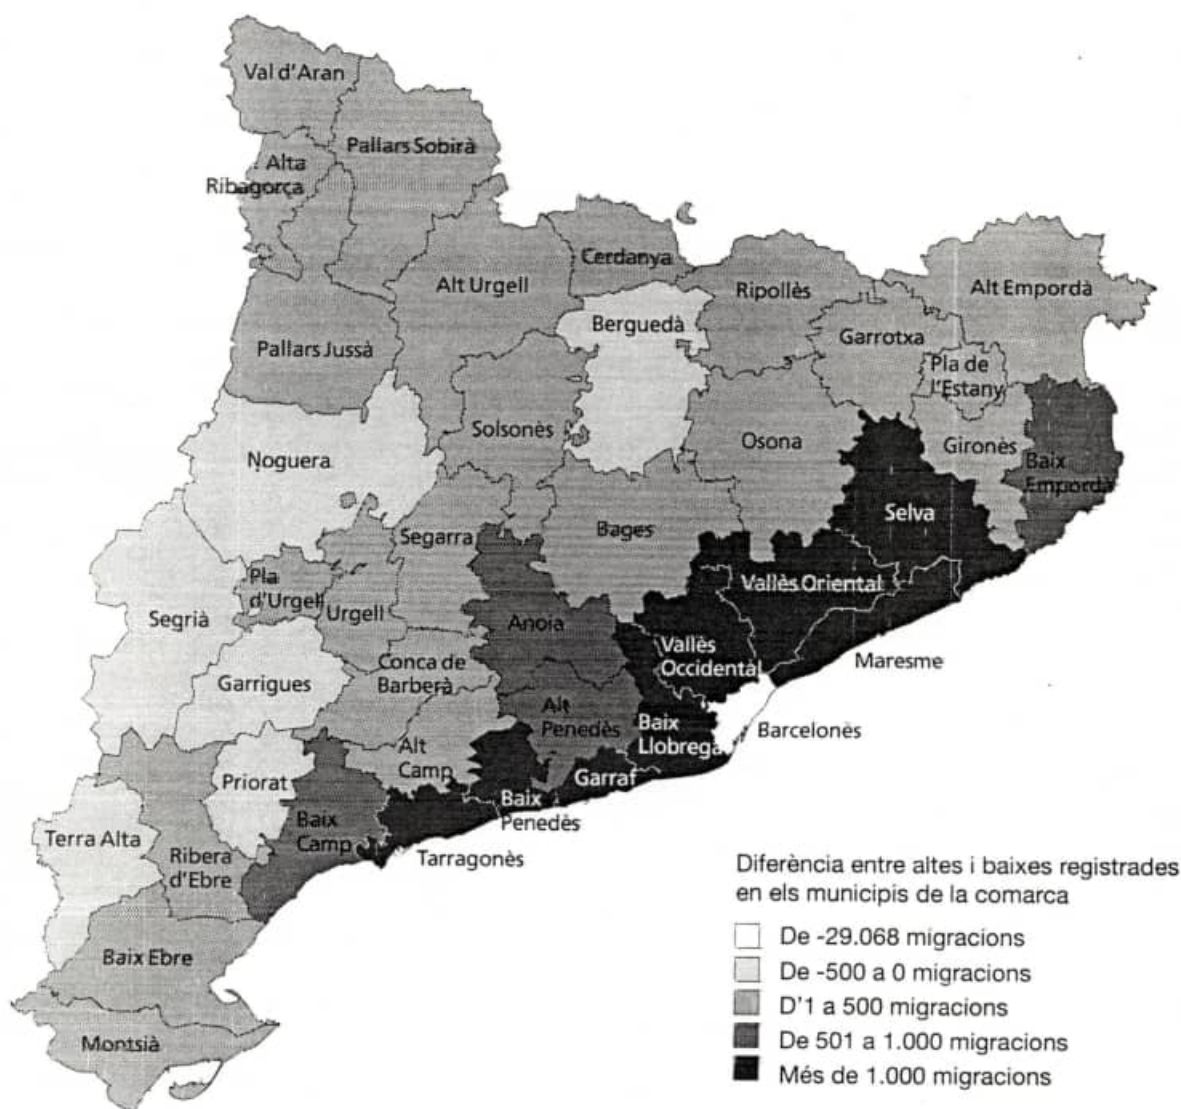 Val d'Aran
Pallars Sobirà
Alta
Ribagorça
Cerdanya
Alt Urgell
Ripollès
Alt Empordà
Berguedà
Garrotxa
Pallars Jussà
Pla de
l'Estany
Solsonès
Osona
Gironès
Noguera
Baix
Empordà
Selva
Bages
Segarra
Pla
d'Urgell
Vallès Oriental
Urgell
Segrià
Anoia
Vallès
Occidental
Maresme
Conca de
Barberà
Garrigues
Alt
Penedès
Baix
Llobregat
Barcelonès
Alt
Camp
Priorat
Garraf
Baix
Penedès
Baix
Camp
Terra Alta
Tarragonès
Ribera
d'Ebre
Baix Ebre
Montsià
Diferència entre altes i baixes registrades
en els municipis de la comarca
De -29.068 migracions
De -500 a 0 migracions
D'1 a 500 migracions
De 501 a 1.000 migracions
Més de 1.000 migracions